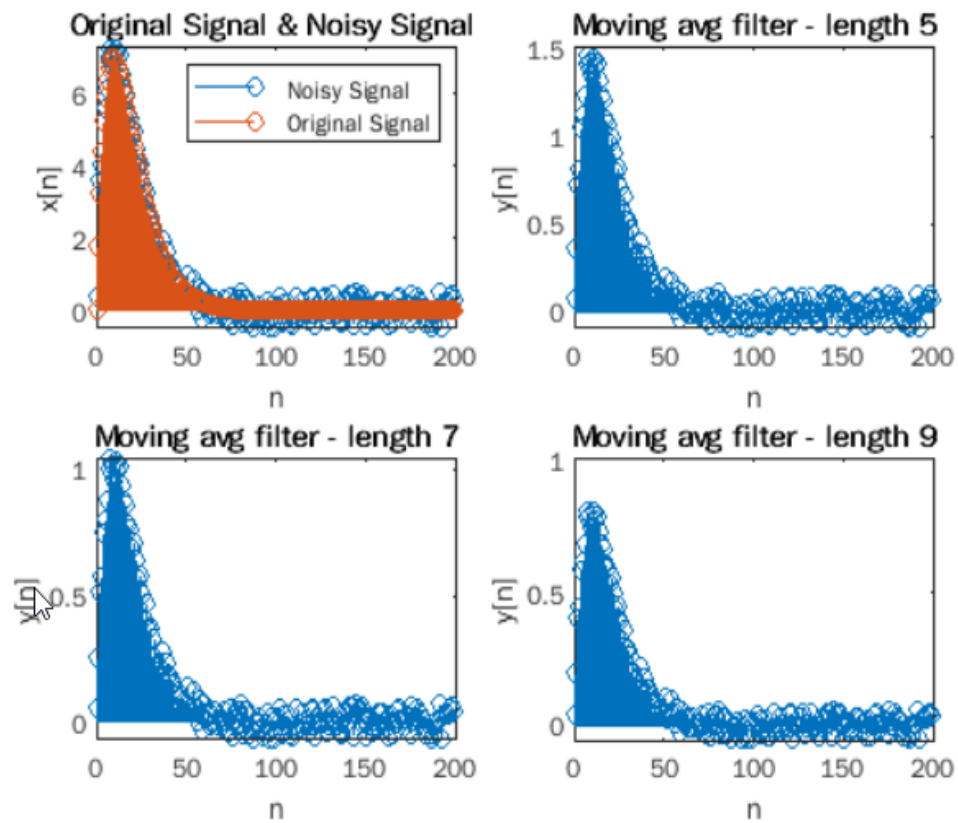 Original Signal & Noisy Signal
Noisy Signal
Original Signal
x[n]
6
4
2
0
0 50 100 150 200
n
Moving avg filter - length 5
y[n]
1.5
1
0.5
0
0 50 100 150 200
n
Moving avg filter - length 7
y[n]
1
0.5
0
0 50 100 150 200
n
Moving avg filter - length 9
y[n]
1
0.5
0
0 50 100 150 200
n